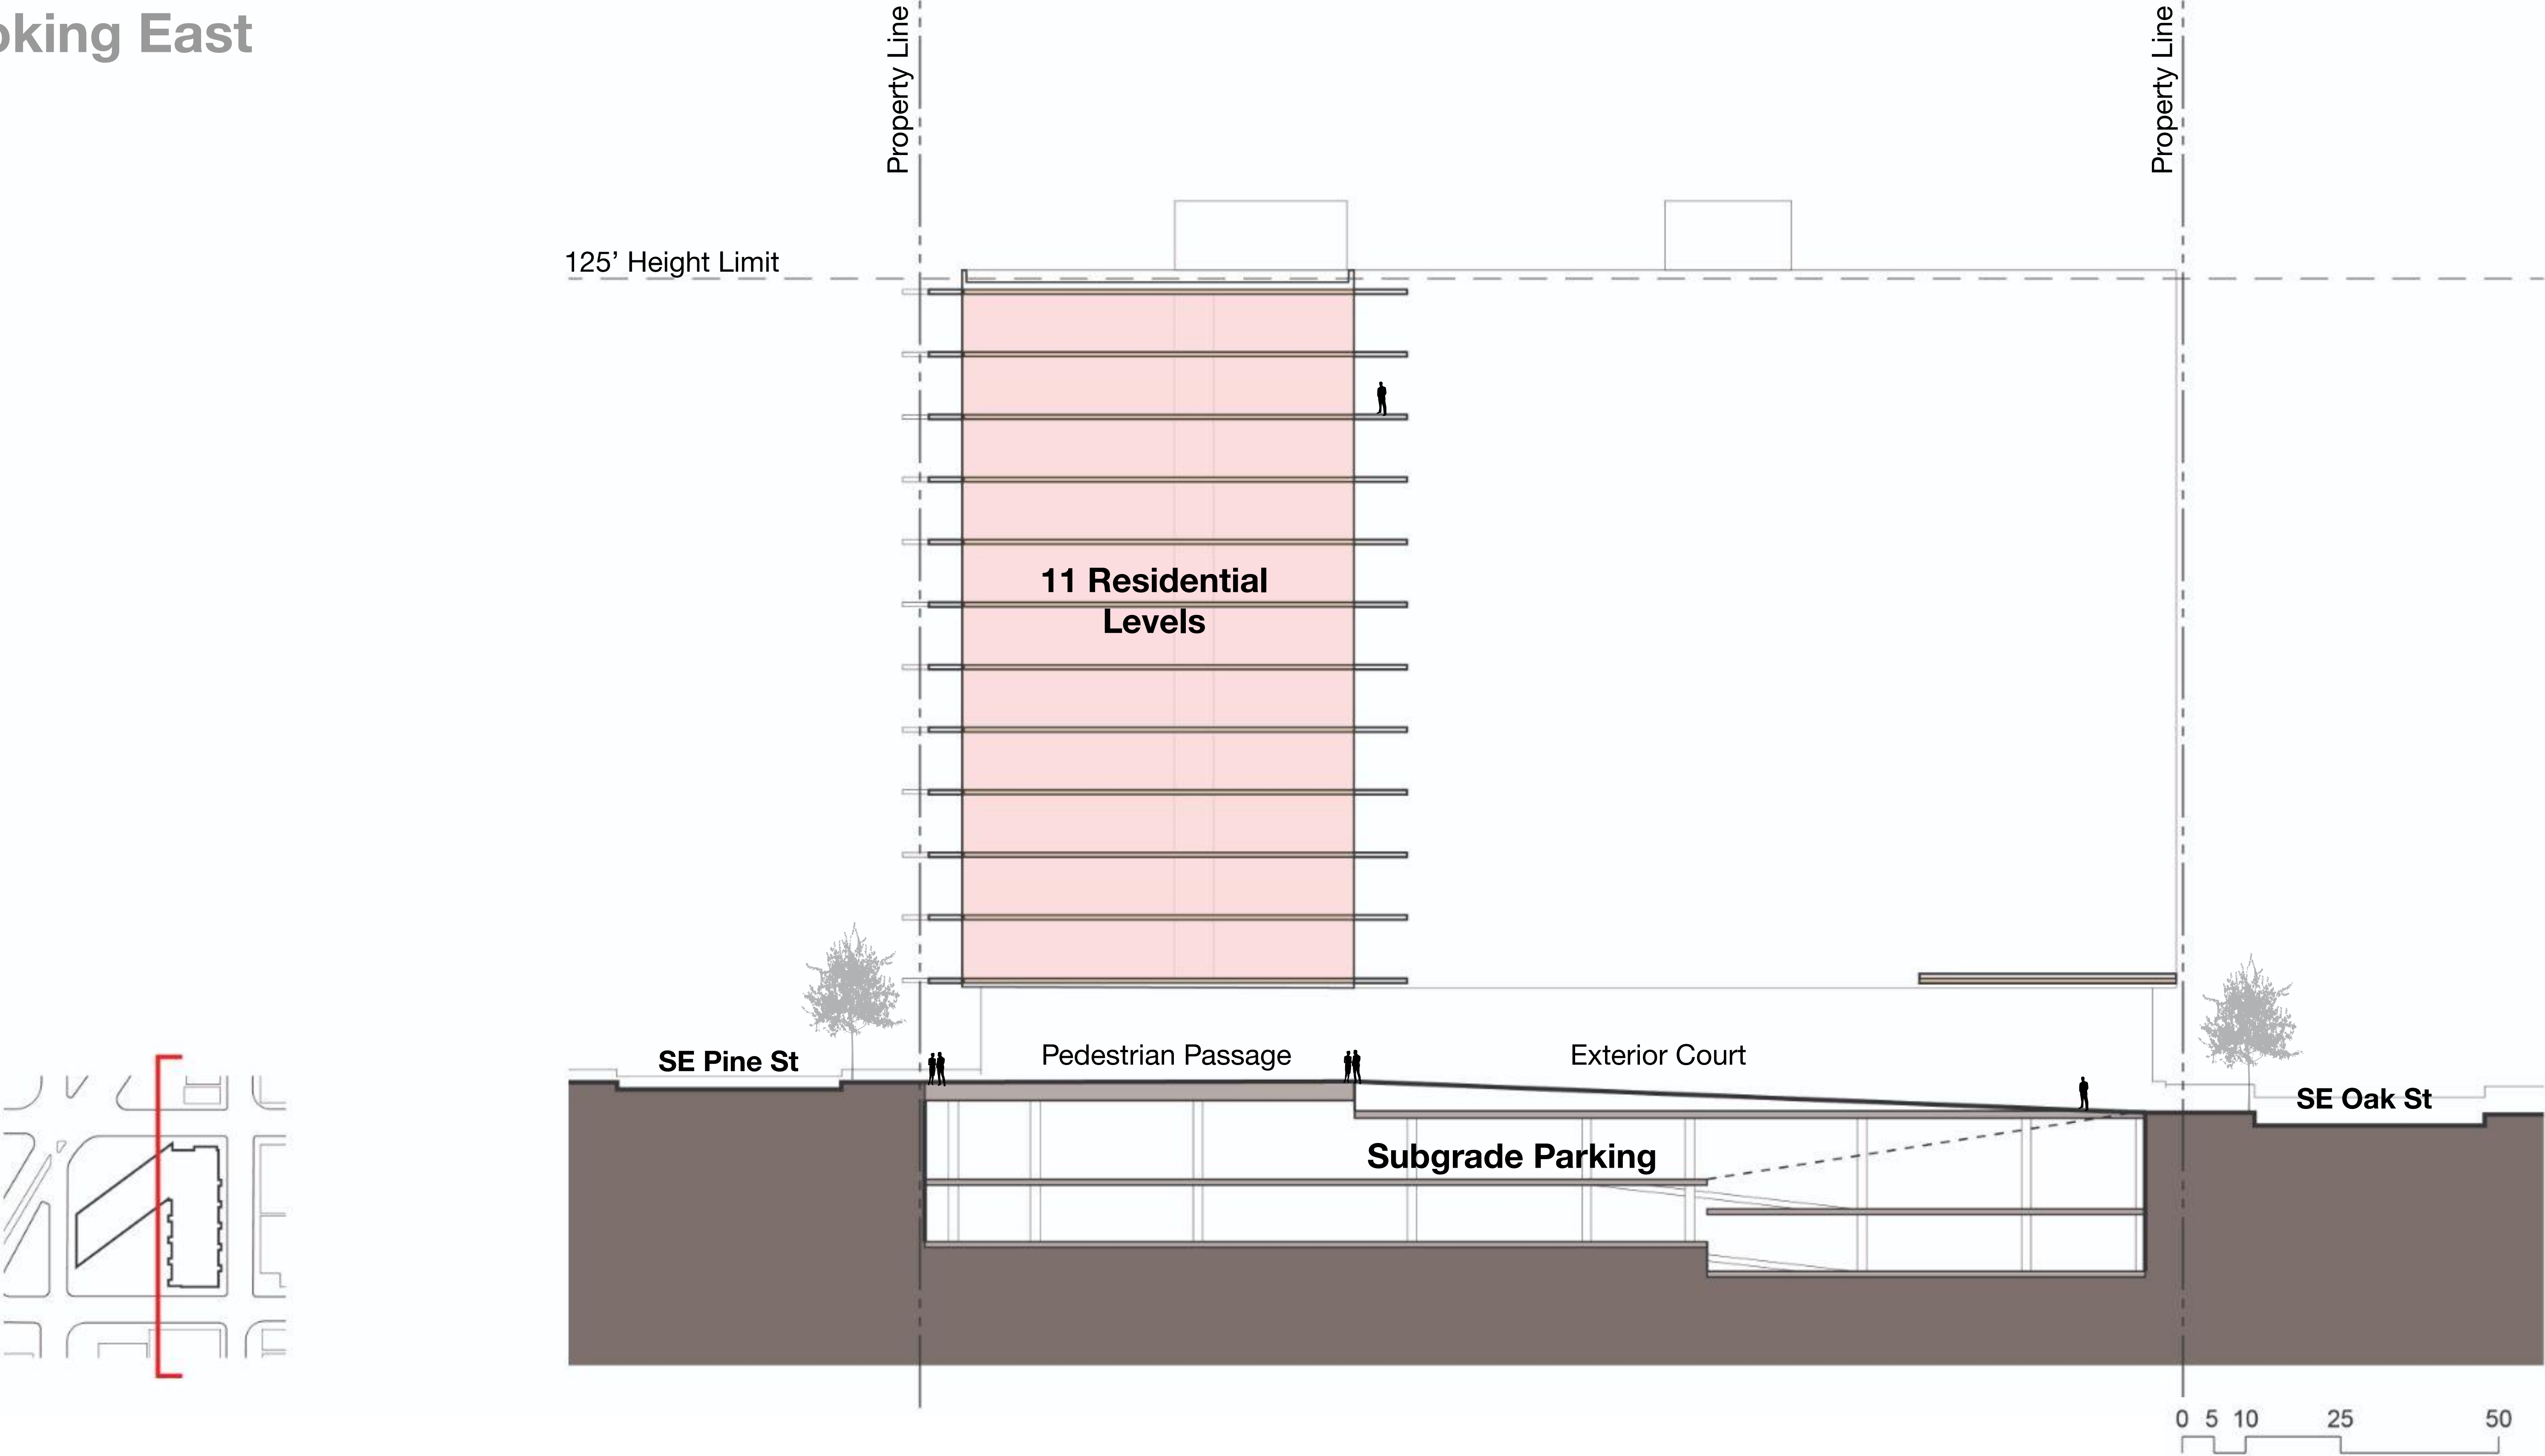 oking East
Property Line
Property Line
125’ Height Limit
11 Residential
Levels
SE Pine St
Pedestrian Passage
Exterior Court
SE Oak St
Subgrade Parking
0 5 10 25 50